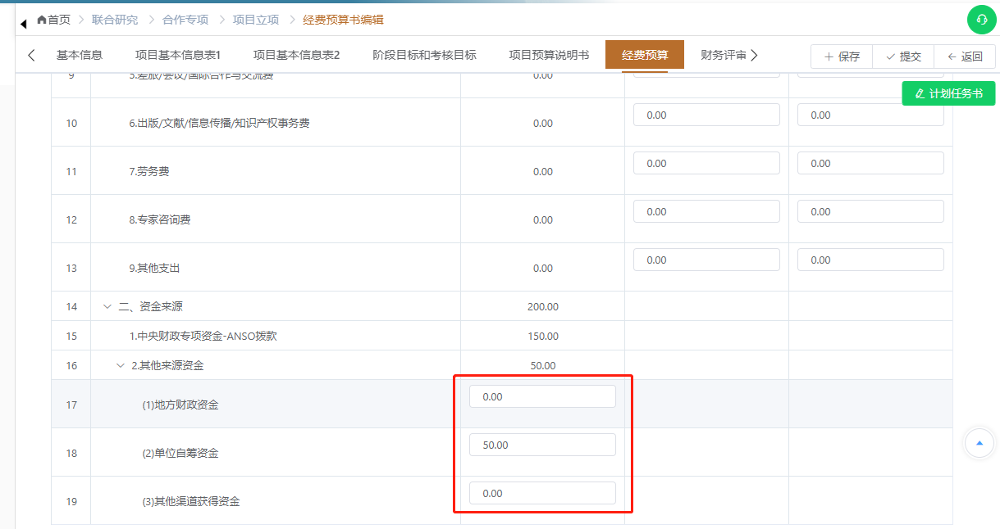 首页 联合研究 合作专项 项目立项 经费预算书编辑
基本信息 项目基本信息表1 项目基本信息表2 阶段目标和考核目标 项目预算说明书 经费预算 财务评审 保存 提交 返回
计划任务书
9 5.差旅/会议/国际合作与交流费 0.00
10 6.出版/文献/信息传播/知识产权事务费 0.00 0.00 0.00
11 7.劳务费 0.00 0.00 0.00
12 8.专家咨询费 0.00 0.00 0.00
13 9.其他支出 0.00 0.00 0.00
14 二、资金来源 200.00
15 1.中央财政专项资金-ANSO拨款 150.00
16 2.其他来源资金 50.00
17 (1)地方财政资金 0.00
18 (2)单位自筹资金 50.00
19 (3)其他渠道获得资金 0.00